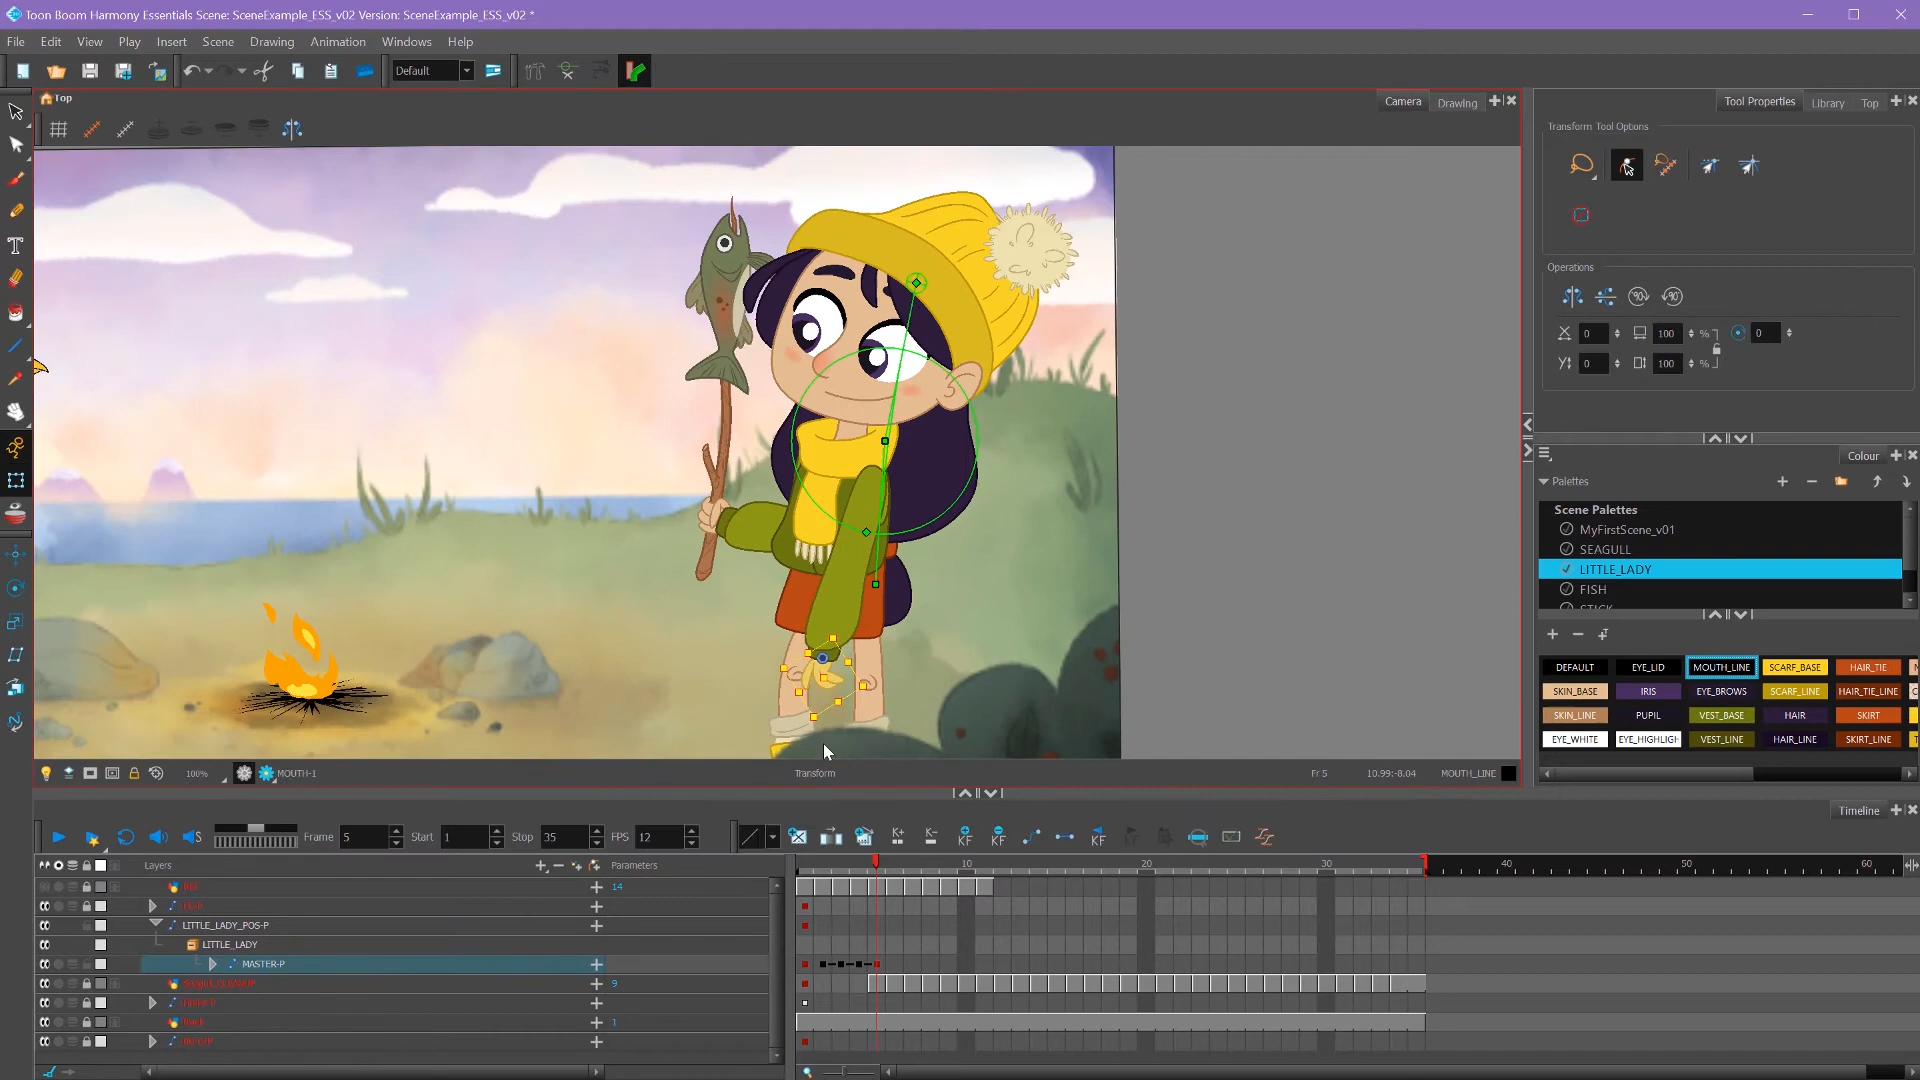 Toon Boom Harmony Essentials Scene: SceneExample_ESS_v02 Version: SceneExample_ESS_v02 *
File Edit View Play Insert Scene Drawing Animation Windows Help
Default
Top
Camera Drawing
Tool Properties Library Top
Transform Tool Options
Operations
0 100 % 0
0 100 %
Colour
Palettes
Scene Palettes
MyFirstScene_v01
SEAGULL
LITTLE_LADY
FISH
STICK
DEFAULT EYE_LID MOUTH_LINE SCARF_BASE HAIR_TIE
SKIN_BASE IRIS EYE_BROWS SCARF_LINE HAIR_TIE_LINE
SKIN_LINE PUPIL VEST_BASE HAIR SKIRT
EYE_WHITE EYE_HIGHLIGH VEST_LINE HAIR_LINE SKIRT_LINE
100% MOUTH-1 Transform Fr 5 10.99:-8.04 MOUTH_LINE
Timeline
Frame 5 Start 1 Stop 35 FPS 12
Layers Parameters 10 20 30 40 50 60
14
LITTLE_LADY_POS-P
LITTLE_LADY
MASTER-P
9
1